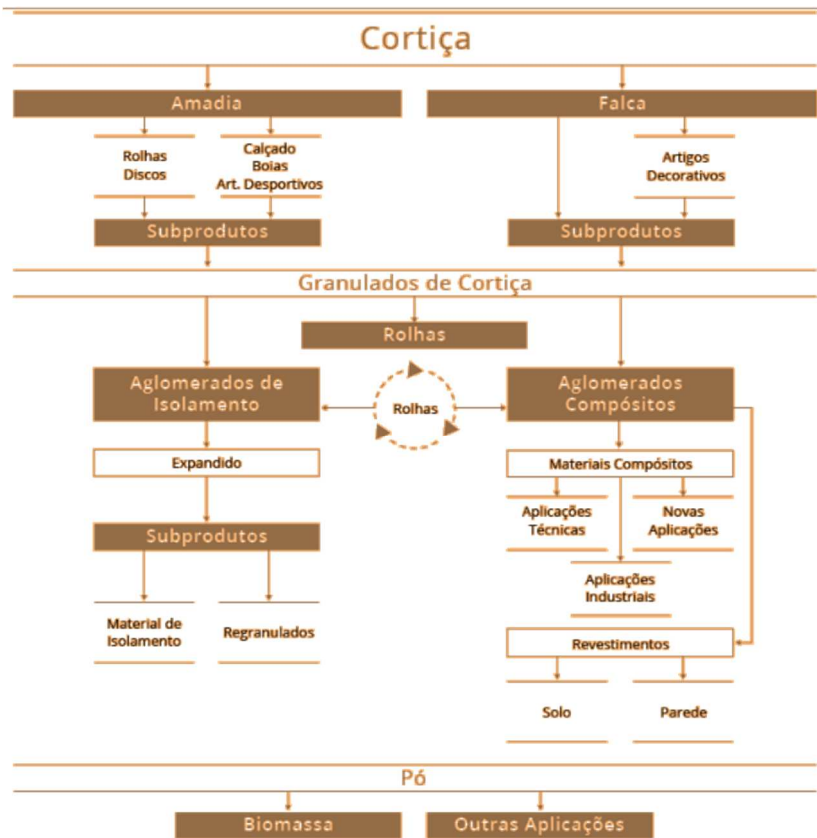 Cortiça
Amadia
Falca
Rolhas
Discos
Calçado
Boias
Art. Desportivos
Artigos
Decorativos
Subprodutos
Subprodutos
Granulados de Cortiça
Rolhas
Aglomerados de
Isolamento
Rolhas
Aglomerados
Compósitos
Expandido
Materiais Compósitos
Aplicações
Técnicas
Novas
Aplicações
Subprodutos
Aplicações
Industriais
Material de
Isolamento
Regranulados
Revestimentos
Solo
Parede
Pó
Biomassa
Outras Aplicações